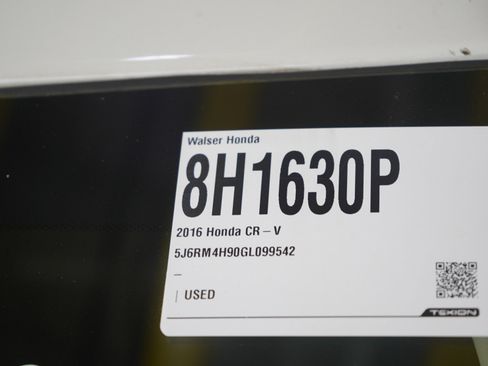 Walser Honda
8H1630P
2016 Honda CR – V
5J6RM4H90GL099542
–
| USED
TEKION